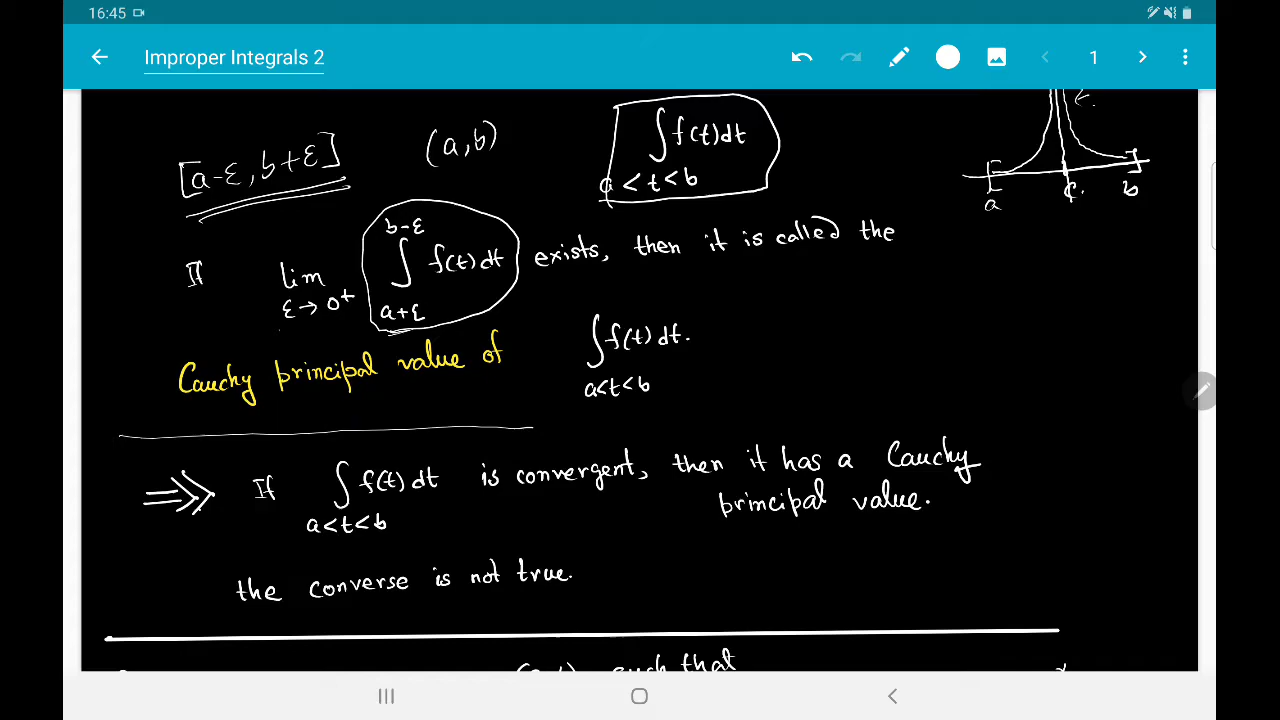 16:45
Improper Integrals 2
1
[a-ε, b+ε] (a,b) ∫f(t)dt
a<t<b
a c. b
If lim ε→0+ ∫ a+ε b-ε f(t)dt exists, then it is called the
Cauchy principal value of ∫f(t)dt.
a<t<b
⇒ If ∫f(t)dt is convergent, then it has a Cauchy
a<t<b principal value.
the converse is not true.
such that